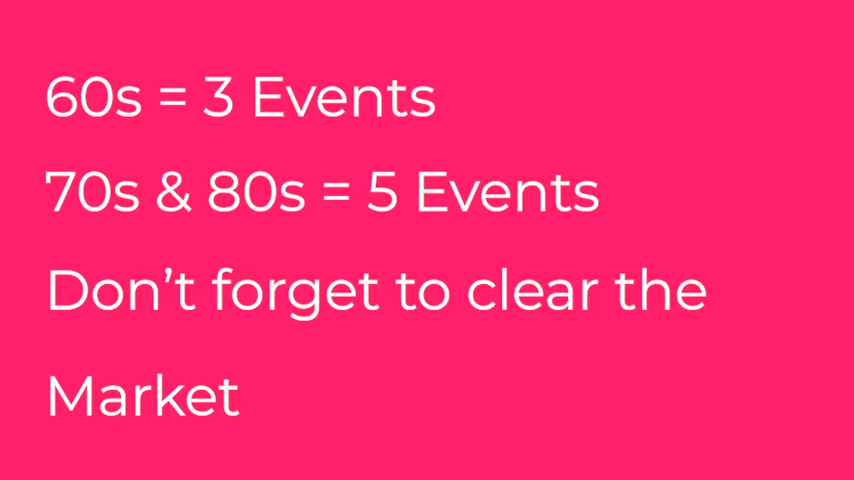 60s = 3 Events
70s & 80s = 5 Events
Don’t forget to clear the
Market